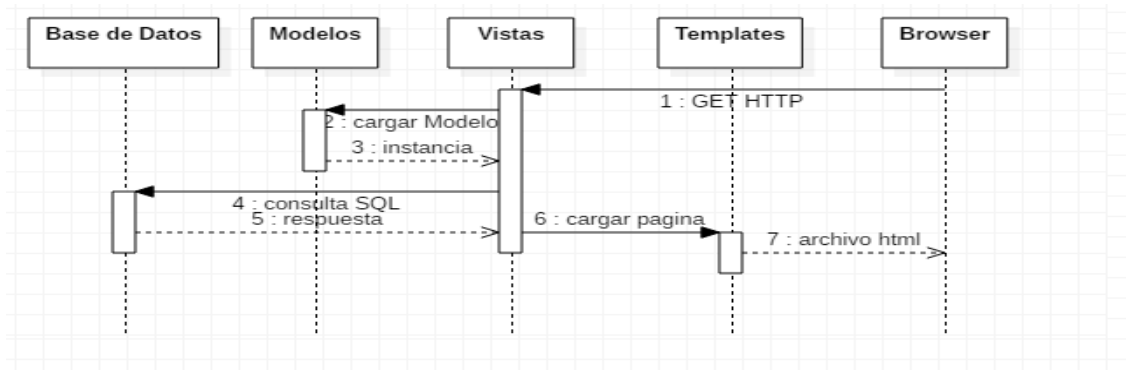 Base de Datos
Modelos
Vistas
Templates
Browser
1 : GET HTTP
2 : cargar Modelo
3 : instancia
4 : consulta SQL
5 : respuesta
6 : cargar pagina
7 : archivo html